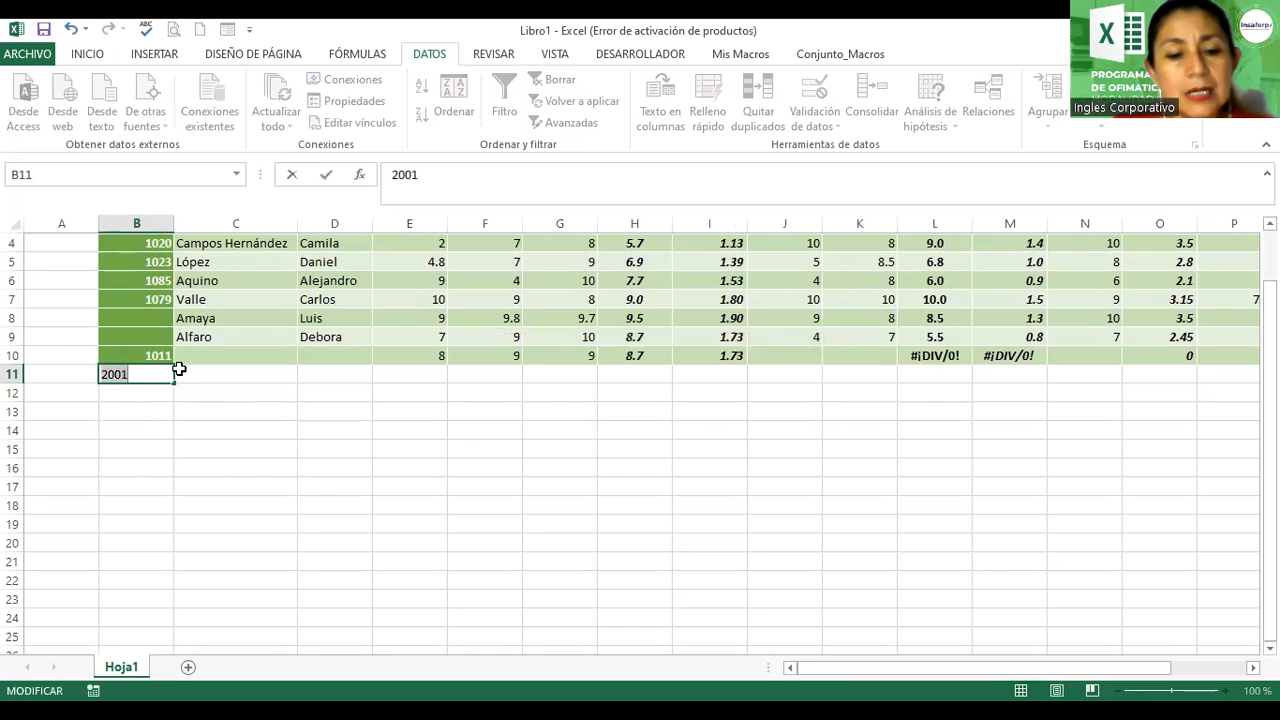 Libro1 - Excel (Error de activación de productos)
ARCHIVO INICIO INSERTAR DISEÑO DE PÁGINA FÓRMULAS DATOS REVISAR VISTA DESARROLLADOR Mis Macros Conjunto_Macros
Insaforp
PROGRAMA
DE OFIMÁTIC
Ingles Corporativo
Desde Access
Desde web
Desde texto
De otras fuentes
Conexiones existentes
Actualizar todo
Conexiones
Propiedades
Editar vínculos
Ordenar
Filtro
Borrar
Volver a aplicar
Avanzadas
Texto en columnas
Relleno rápido
Quitar duplicados
Validación de datos
Consolidar
Análisis de hipótesis
Relaciones
Agrupar
Obtener datos externos Conexiones Ordenar y filtrar Herramientas de datos Esquema
B11 fx 2001
A B C D E F G H I J K L M N O P
4 1020 Campos Hernández Camila 2 7 8 5.7 1.13 10 8 9.0 1.4 10 3.5
5 1023 López Daniel 4.8 7 9 6.9 1.39 5 8.5 6.8 1.0 8 2.8
6 1085 Aquino Alejandro 9 4 10 7.7 1.53 4 8 6.0 0.9 6 2.1
7 1079 Valle Carlos 10 9 8 9.0 1.80 10 10 10.0 1.5 9 3.15 7
8 Amaya Luis 9 9.8 9.7 9.5 1.90 9 8 8.5 1.3 10 3.5
9 Alfaro Debora 7 9 10 8.7 1.73 4 7 5.5 0.8 7 2.45
10 1011 8 9 9 8.7 1.73 #¡DIV/0! #¡DIV/0! 0
11 2001
12
13
14
15
16
17
18
19
20
21
22
23
24
25
Hoja1
MODIFICAR 100 %